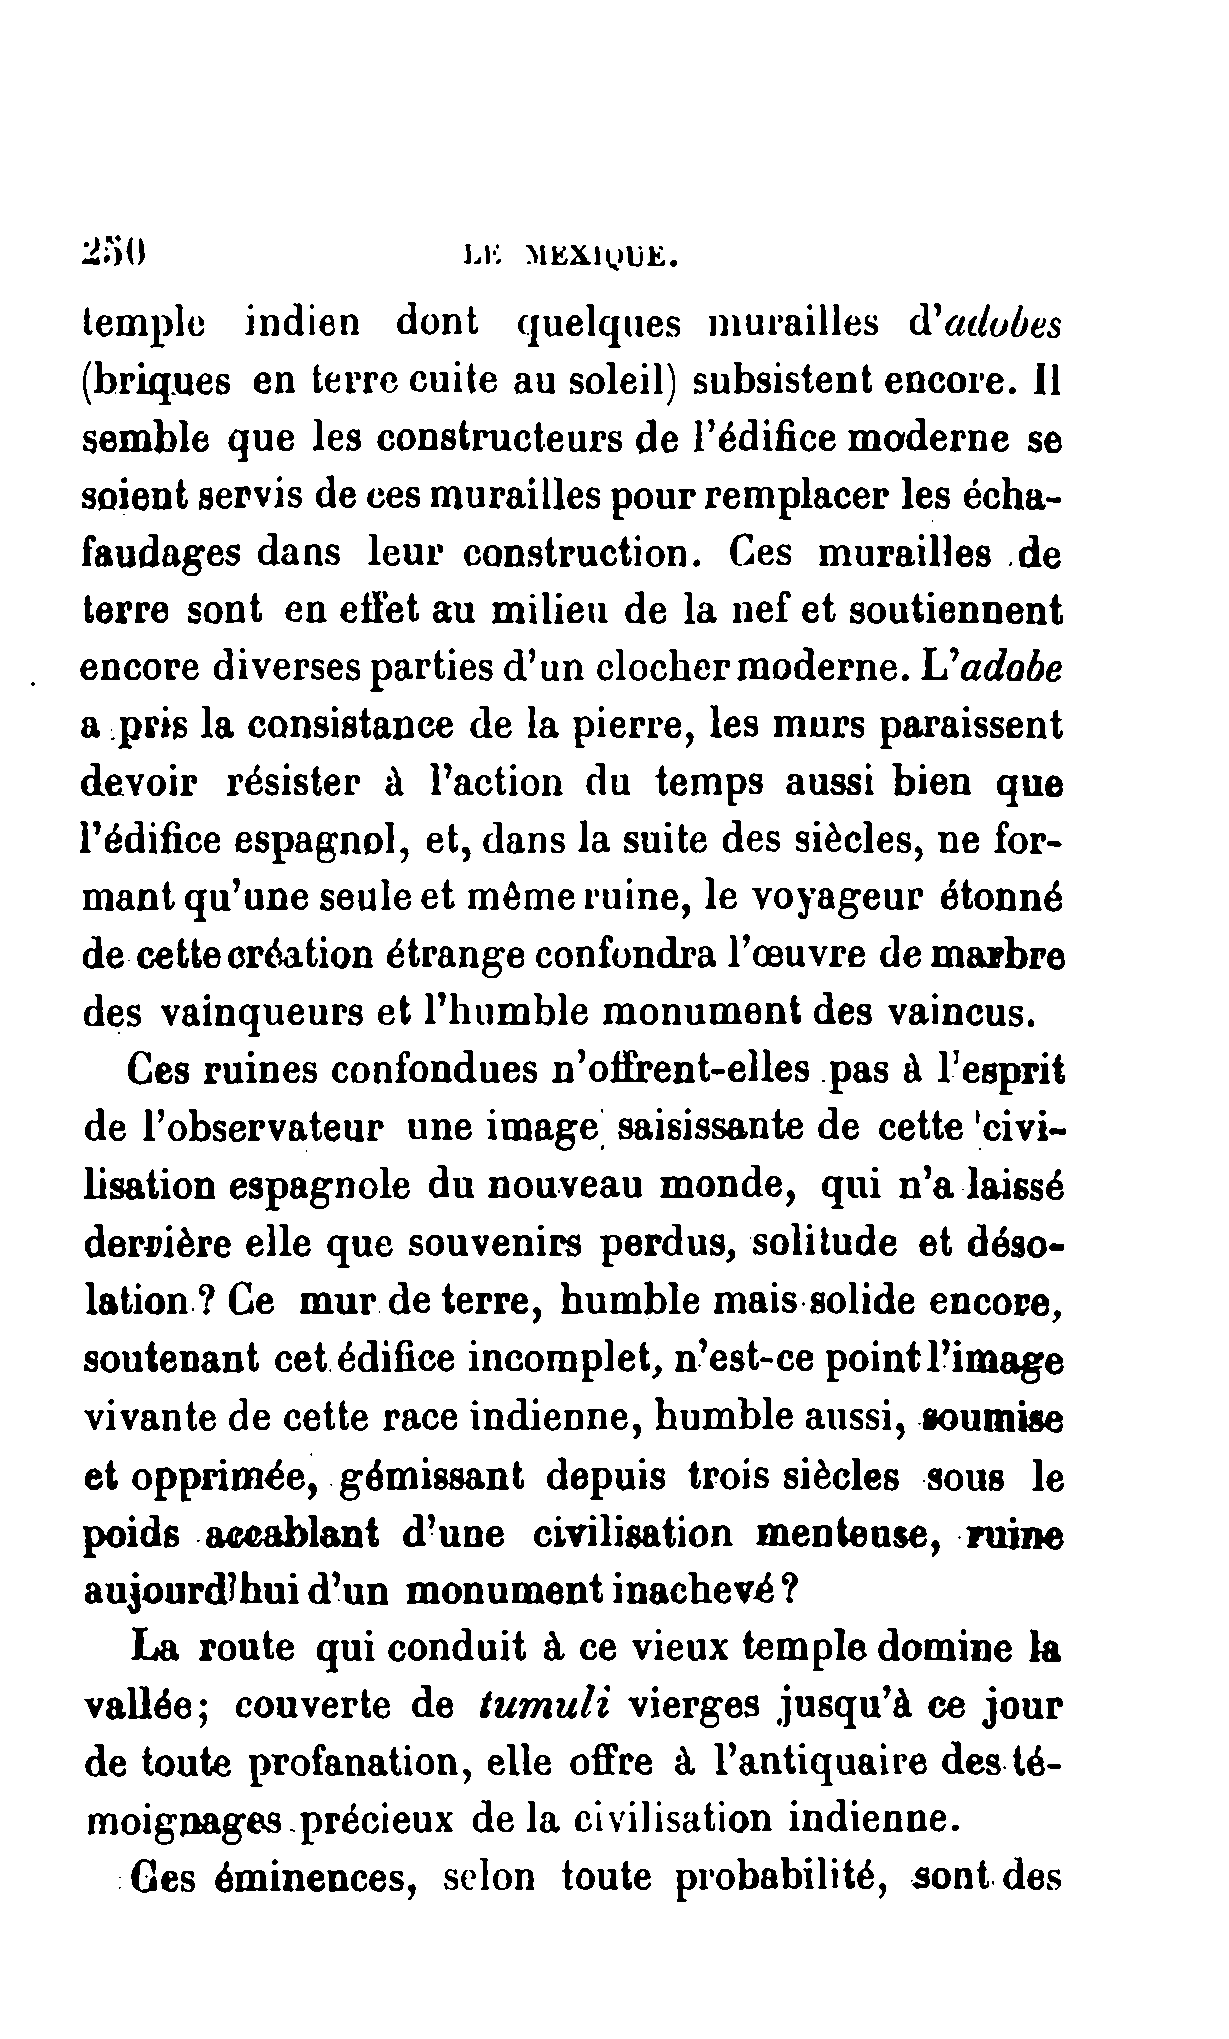 250 LE MEXIQUE.
temple indien dont quelques murailles d'adobes
(briques en terre cuite au soleil) subsistent encore. Il
semble que les constructeurs de l'édifice moderne se
soient servis de ces murailles pour remplacer les écha-
faudages dans leur construction. Ces murailles de
terre sont en effet au milieu de la nef et soutiennent
encore diverses parties d'un clocher moderne. L'adobe
a pris la consistance de la pierre, les murs paraissent
devoir résister à l'action du temps aussi bien que
l'édifice espagnol, et, dans la suite des siècles, ne for-
mant qu'une seule et même ruine, le voyageur étonné
de cette création étrange confondra l'œuvre de marbre
des vainqueurs et l'humble monument des vaincus.
Ces ruines confondues n'offrent-elles pas à l'esprit
de l'observateur une image saisissante de cette civi-
lisation espagnole du nouveau monde, qui n'a laissé
derrière elle que souvenirs perdus, solitude et déso-
lation? Ce mur de terre, humble mais solide encore,
soutenant cet édifice incomplet, n'est-ce point l'image
vivante de cette race indienne, humble aussi, soumise
et opprimée, gémissant depuis trois siècles sous le
poids accablant d'une civilisation menteuse, ruine
aujourd'hui d'un monument inachevé?
La route qui conduit à ce vieux temple domine la
vallée; couverte de tumuli vierges jusqu'à ce jour
de toute profanation, elle offre à l'antiquaire des té-
moignages précieux de la civilisation indienne.
Ces éminences, selon toute probabilité, sont des